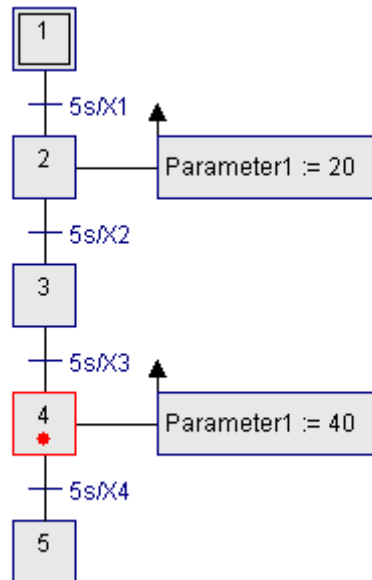 1
5s/X1
2
Parameter1 := 20
5s/X2
3
5s/X3
4
Parameter1 := 40
5s/X4
5